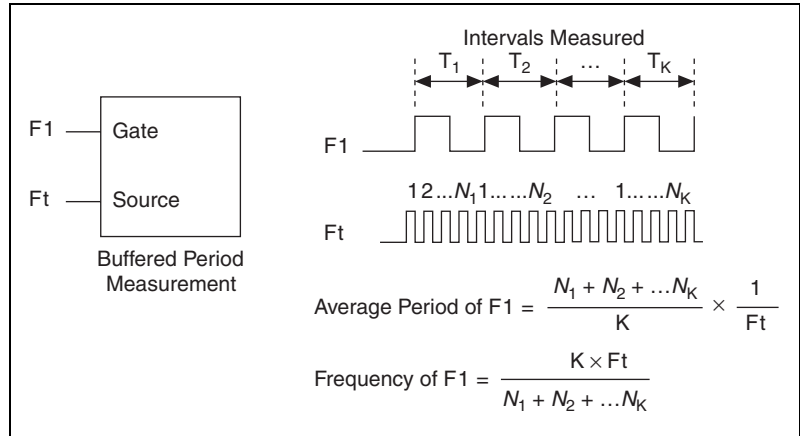 Intervals Measured
T1 T2 … TK
F1 Gate
Ft Source
Buffered Period
Measurement
F1
1 2 ...N1 1... ...N2 … 1... ...NK
Ft
Average Period of F1 = N1 + N2 + …NK / K × 1 / Ft
Frequency of F1 = K × Ft / N1 + N2 + …NK